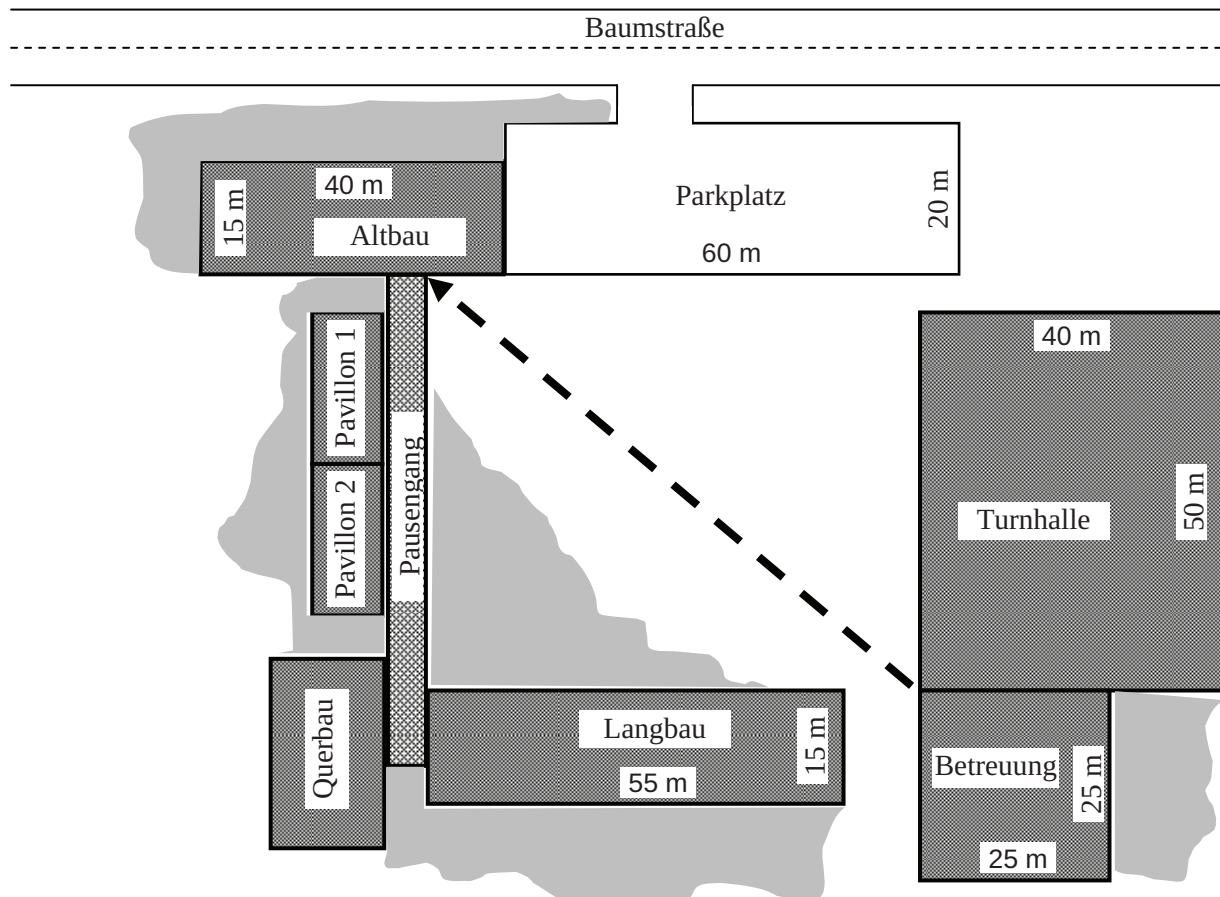 Baumstraße
40 m
15 m
Altbau
Parkplatz
20 m
60 m
Pavillon 1
Pavillon 2
Pausengang
40 m
Turnhalle
50 m
Querbau
Langbau
15 m
55 m
Betreuung
25 m
25 m